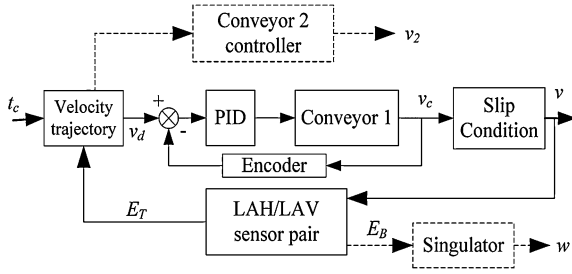 Conveyor 2
controller
v2
tc
Velocity
trajectory
vd
+
-
PID
Conveyor 1
vc
Slip
Condition
v
Encoder
ET
LAH/LAV
sensor pair
EB
Singulator
w